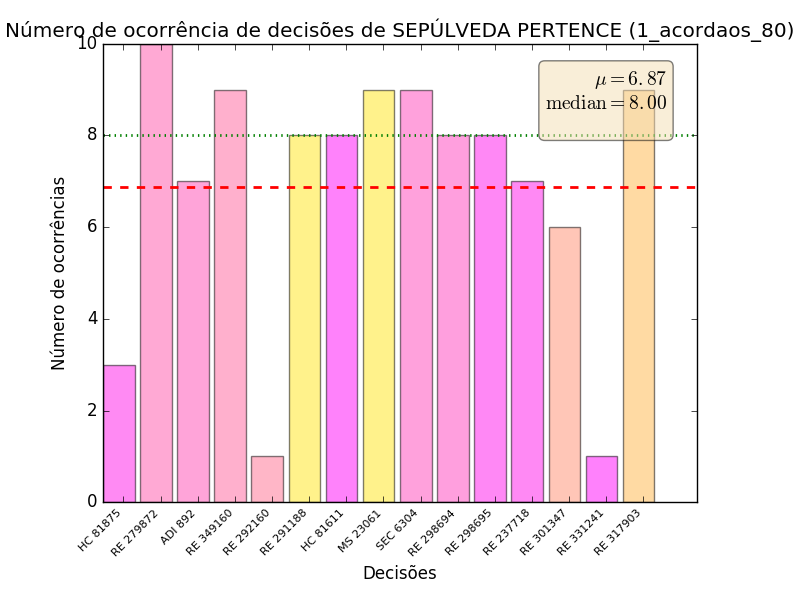 Número de ocorrência de decisões de SEPÚLVEDA PERTENCE (1_acordaos_80)
μ = 6.87
median = 8.00
10
8
6
4
2
0
Número de ocorrências
HC 81875
RE 279872
ADI 892
RE 349160
RE 292160
RE 291188
HC 81611
MS 23061
SEC 6304
RE 298694
RE 298695
RE 237718
RE 301347
RE 331241
RE 317903
Decisões